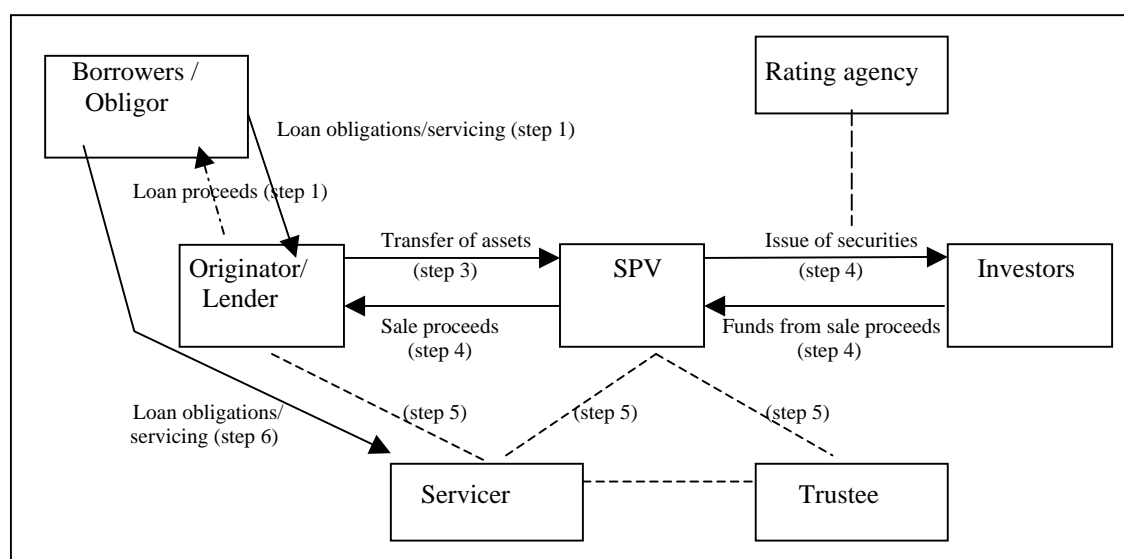 Borrowers /
Obligor
Rating agency
Loan obligations/servicing (step 1)
Loan proceeds (step 1)
Originator/
Lender
Transfer of assets
(step 3)
Sale proceeds
(step 4)
SPV
Issue of securities
(step 4)
Funds from sale proceeds
(step 4)
Investors
Loan obligations/
servicing (step 6)
(step 5)
(step 5)
(step 5)
Servicer
Trustee